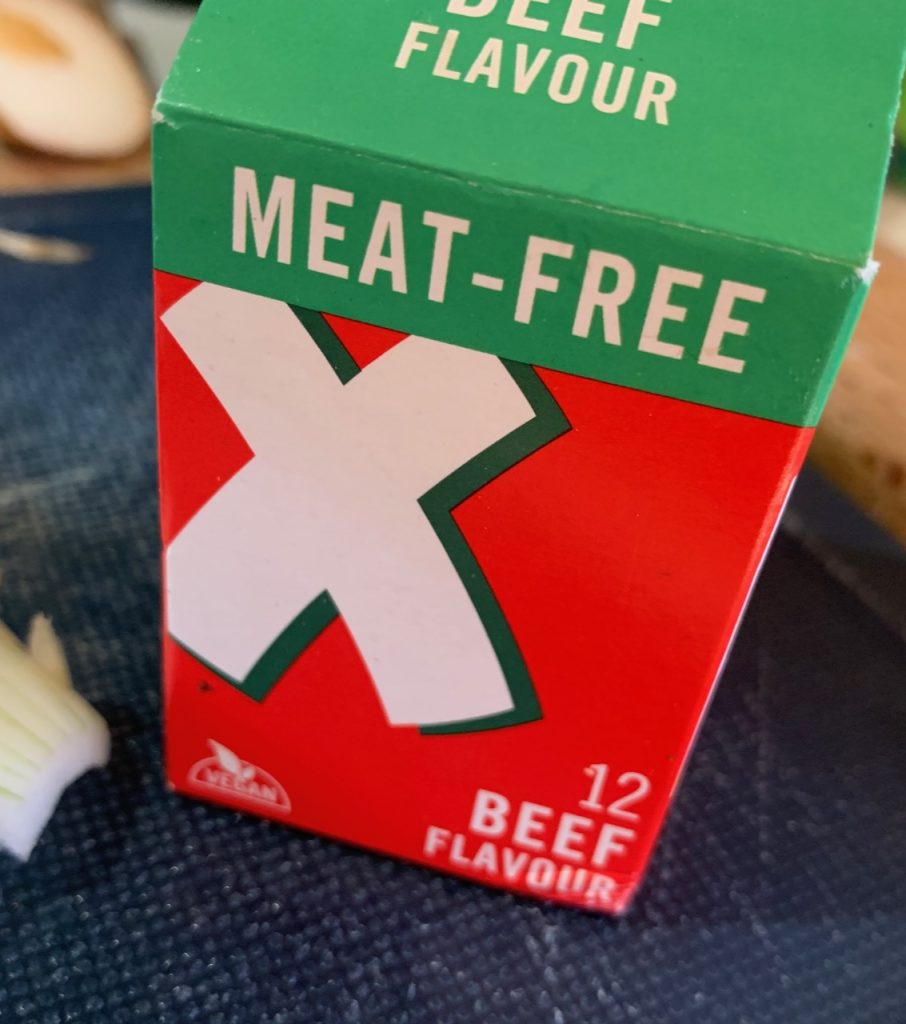 BEEF
FLAVOUR
MEAT-FREE
X
VEGAN
12
BEEF
FLAVOUR